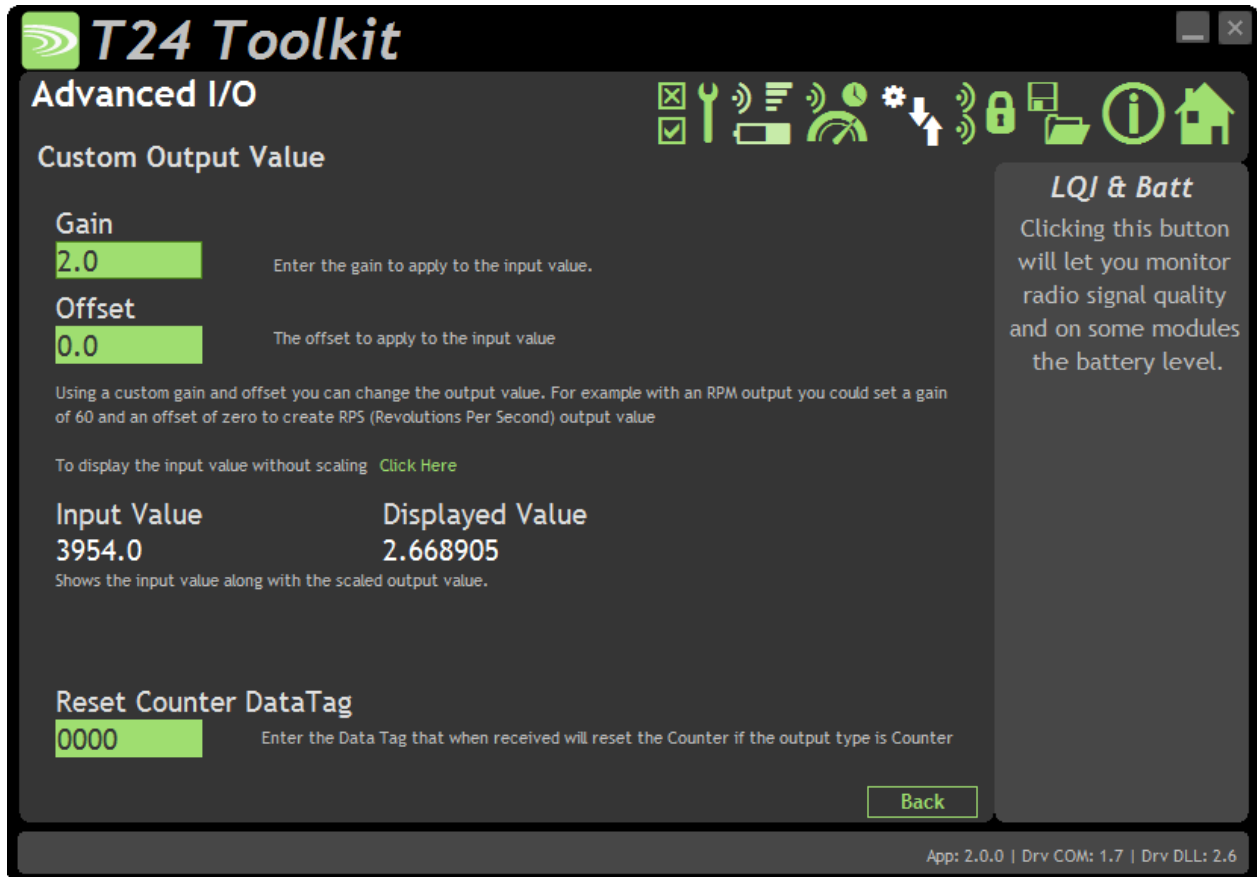 T24 Toolkit
Advanced I/O
Custom Output Value
Gain
2.0
Enter the gain to apply to the input value.
Offset
0.0
The offset to apply to the input value
Using a custom gain and offset you can change the output value. For example with an RPM output you could set a gain
of 60 and an offset of zero to create RPS (Revolutions Per Second) output value
To display the input value without scaling Click Here
Input Value
Displayed Value
3954.0
2.668905
Shows the input value along with the scaled output value.
Reset Counter DataTag
0000
Enter the Data Tag that when received will reset the Counter if the output type is Counter
Back
LQI & Batt
Clicking this button
will let you monitor
radio signal quality
and on some modules
the battery level.
App: 2.0.0 | Drv COM: 1.7 | Drv DLL: 2.6